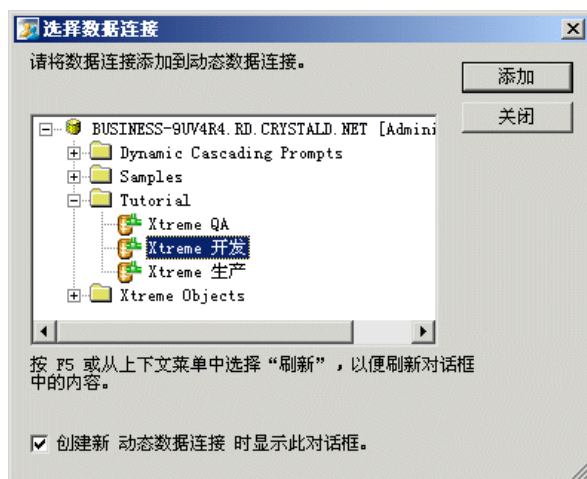 选择数据连接
请将数据连接添加到动态数据连接。
添加
关闭
BUSINESS-9UV4R4.RD.CRYSTALD.NET [Admini
Dynamic Cascading Prompts
Samples
Tutorial
Xtreme QA
Xtreme 开发
Xtreme 生产
Xtreme Objects
按 F5 或从上下文菜单中选择“刷新”，以便刷新对话框
中的内容。
创建新 动态数据连接 时显示此对话框。